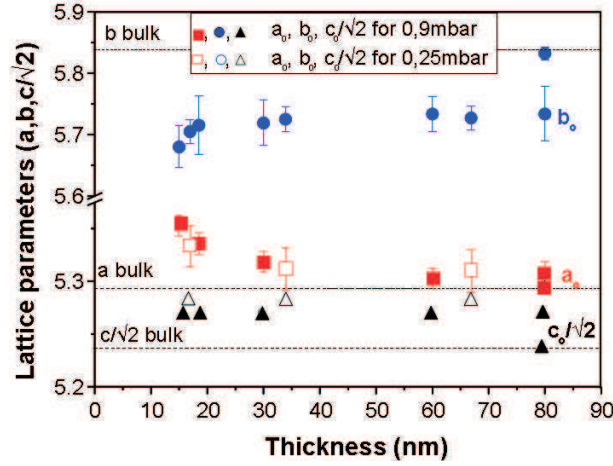 b bulk
■, ●, ▲ a₀, b₀, c₀/√2 for 0,9mbar
□, ○, △ a₀, b₀, c₀/√2 for 0,25mbar
5.9
5.8
5.7
b₀
5.6
a bulk
5.3
a₀
c/√2 bulk
c₀/√2
5.2
0 10 20 30 40 50 60 70 80 90
Thickness (nm)
Lattice parameters (a,b,c/√2)